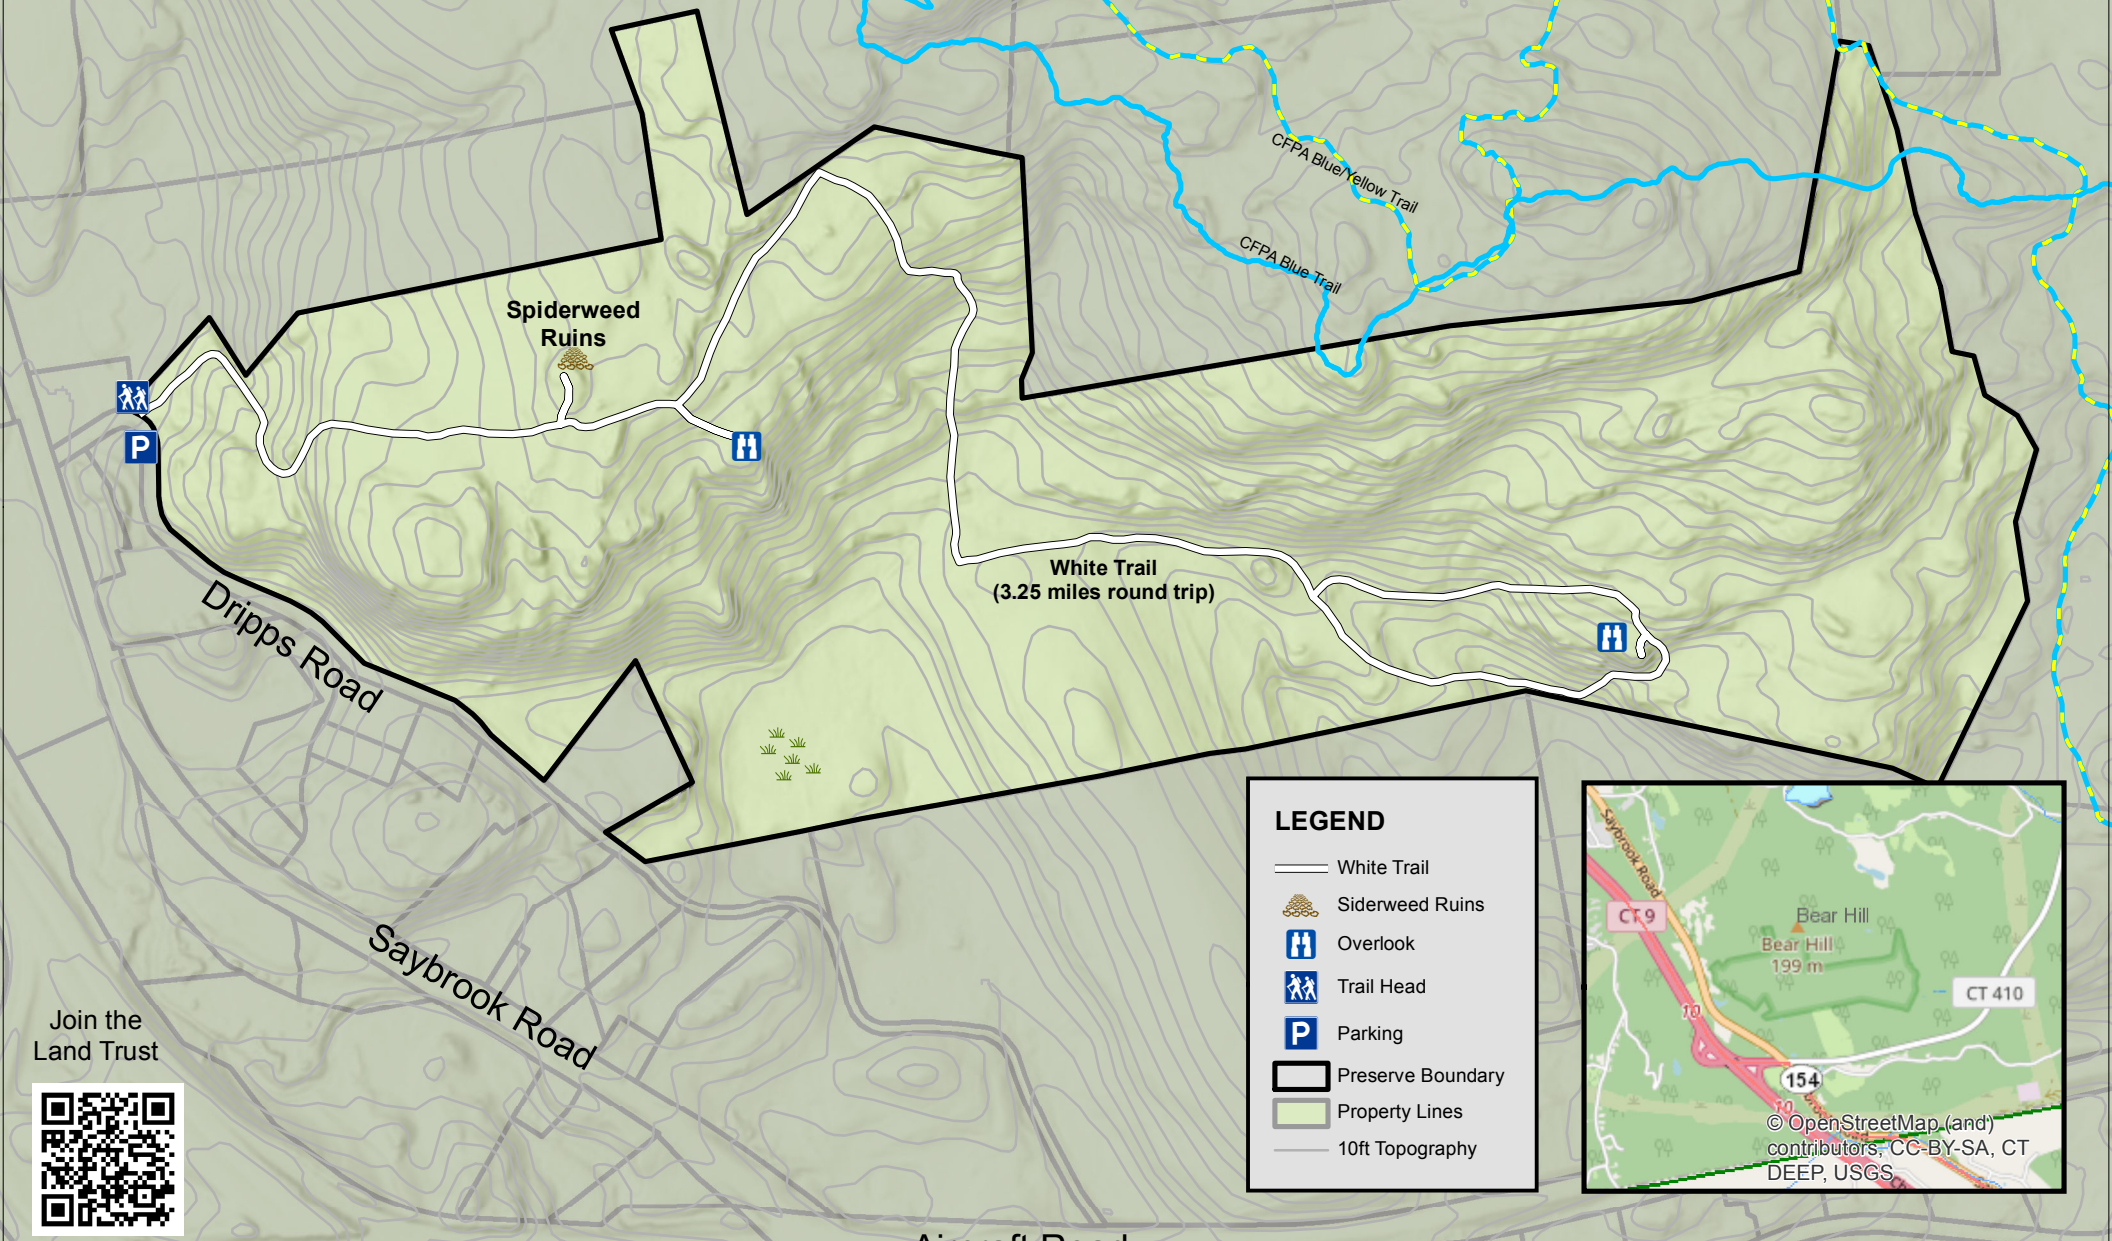 CFPA Blue/Yellow Trail
CFPA Blue Trail
Spiderweed
Ruins
P
White Trail
(3.25 miles round trip)
Dripps Road
Saybrook Road
Aircraft Road
Join the
Land Trust
LEGEND
White Trail
Siderweed Ruins
Overlook
Trail Head
P
Parking
Preserve Boundary
Property Lines
10ft Topography
Saybrook Road
CT 9
Bear Hill
Bear Hill
199 m
CT 410
10
154
10
© OpenStreetMap (and)
contributors, CC-BY-SA, CT
DEEP, USGS